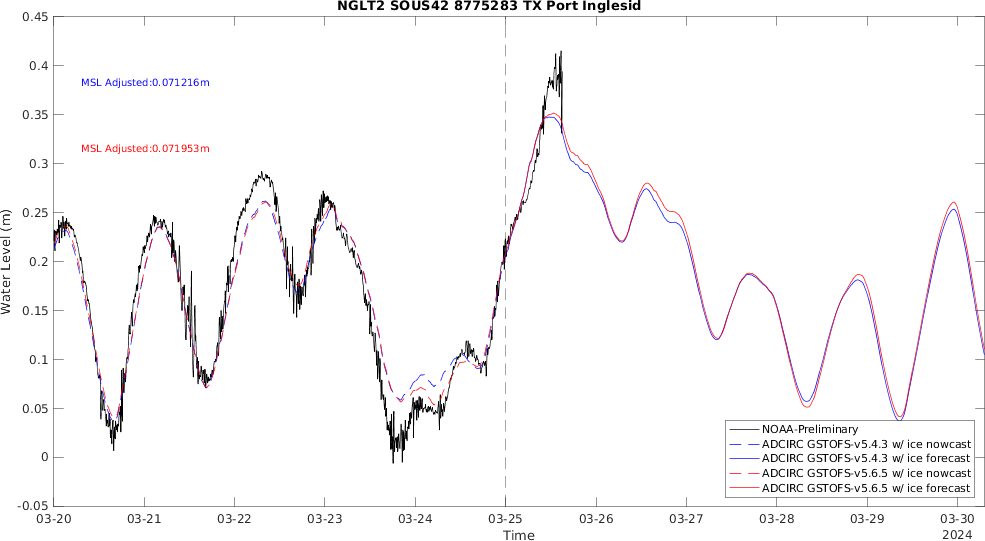 NGLT2 SOUS42 8775283 TX Port Inglesid
0.45
0.4
0.35
0.3
0.25
0.2
0.15
0.1
0.05
0
-0.05
Water Level (m)
MSL Adjusted:0.071216m
MSL Adjusted:0.071953m
NOAA-Preliminary
ADCIRC GSTOFS-v5.4.3 w/ ice nowcast
ADCIRC GSTOFS-v5.4.3 w/ ice forecast
ADCIRC GSTOFS-v5.6.5 w/ ice nowcast
ADCIRC GSTOFS-v5.6.5 w/ ice forecast
03-20 03-21 03-22 03-23 03-24 03-25 03-26 03-27 03-28 03-29 03-30
Time
2024